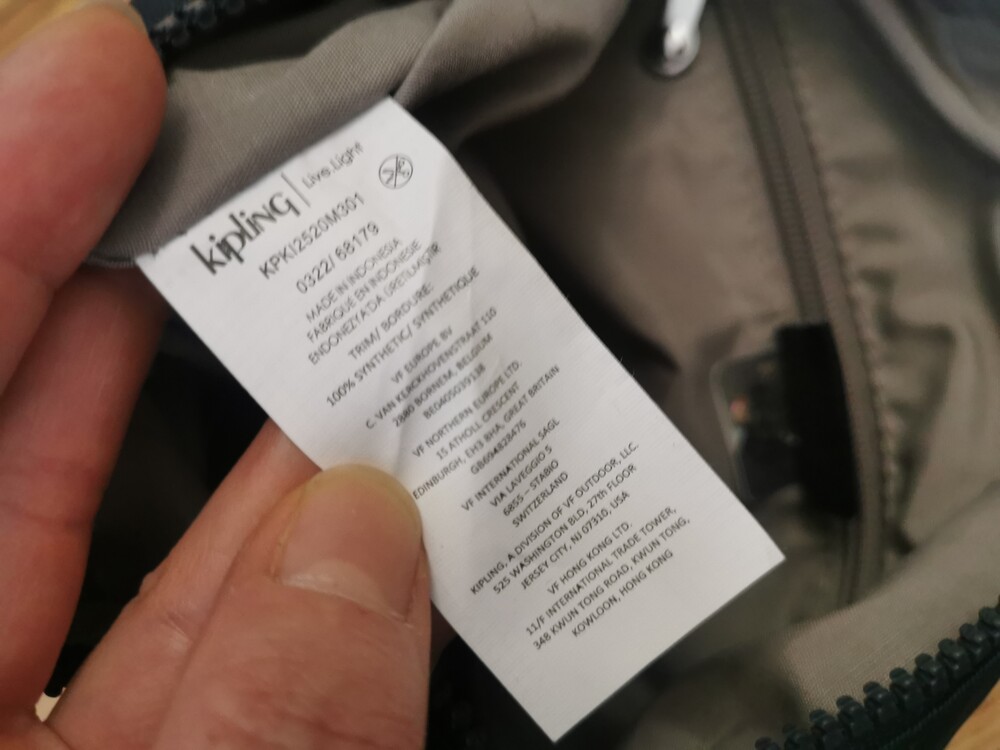 kipling | Live.Light
KPKI2520M301
0322/ 68179
MADE IN INDONESIA
FABRIQUE EN INDONESIE
ENDONEZYA'DA ÜRETILMIŞTIR
TRIM/ BORDURE:
100% SYNTHETIC/ SYNTHETIQUE
VF EUROPE BV
C. VAN KERCKHOVENSTRAAT 110
2880 BORNEM, BELGIUM
BE0405039138
VF NORTHERN EUROPE LTD.
15 ATHOLL CRESCENT
EDINBURGH, EH3 8HA, GREAT BRITAIN
GB694828476
VF INTERNATIONAL SAGL
VIA LAVEGGIO 5
6855 – STABIO
SWITZERLAND
KIPLING, A DIVISION OF VF OUTDOOR, LLC.
525 WASHINGTON BLD, 27th FLOOR
JERSEY CITY, NJ 07310, USA
VF HONG KONG LTD.
11/F INTERNATIONAL TRADE TOWER,
348 KWUN TONG ROAD, KWUN TONG,
KOWLOON, HONG KONG